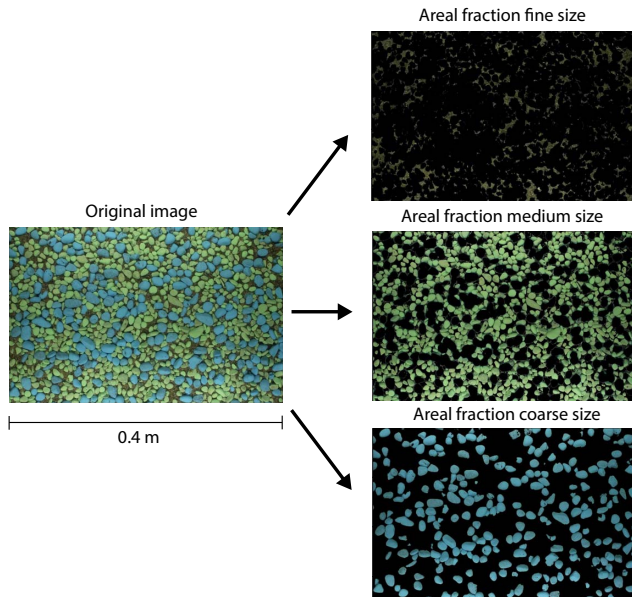 Areal fraction fine size
Original image
Areal fraction medium size
0.4 m
Areal fraction coarse size